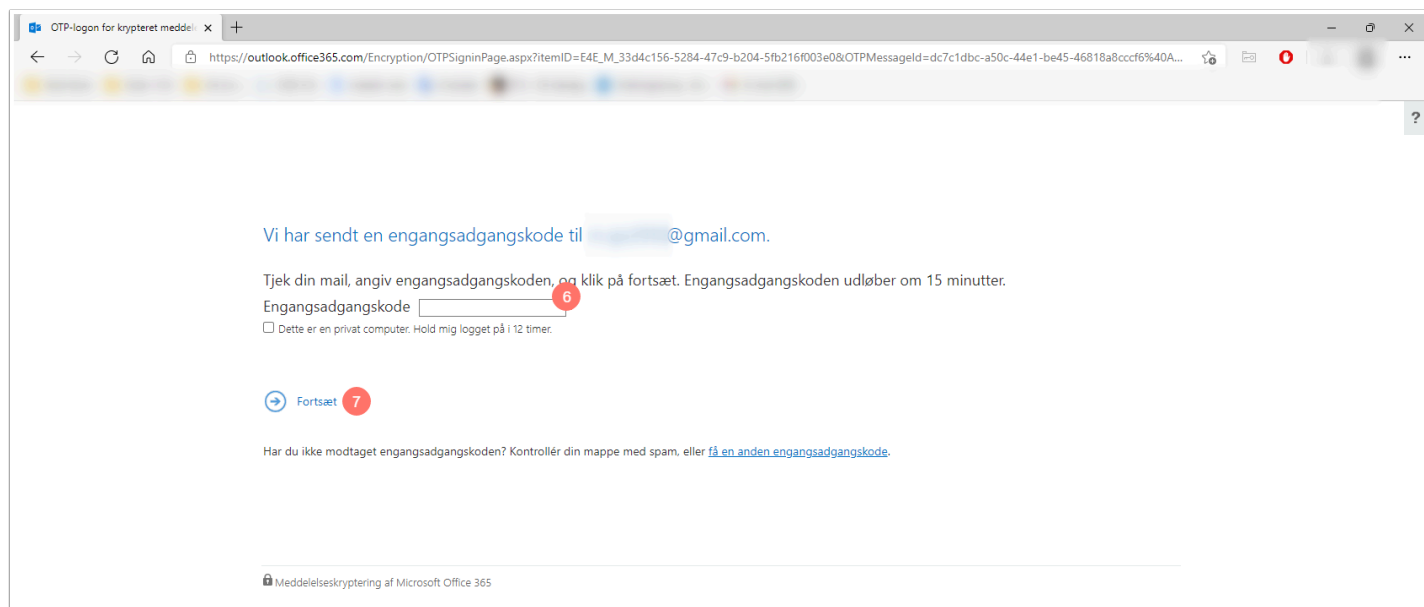 OTP-logon for krypteret meddel
https://outlook.office365.com/Encryption/OTPSigninPage.aspx?itemID=E4E_M_33d4c156-5284-47c9-b204-5fb216f003e0&OTPMessageId=dc7c1dbc-a50c-44e1-be45-46818a8cccf6%40A...
?
Vi har sendt en engangsadgangskode til @gmail.com.
Tjek din mail, angiv engangsadgangskoden, og klik på fortsæt. Engangsadgangskoden udløber om 15 minutter.
Engangsadgangskode 6
Dette er en privat computer. Hold mig logget på i 12 timer.
Fortsæt 7
Har du ikke modtaget engangsadgangskoden? Kontrollér din mappe med spam, eller få en anden engangsadgangskode.
Meddelelseskryptering af Microsoft Office 365